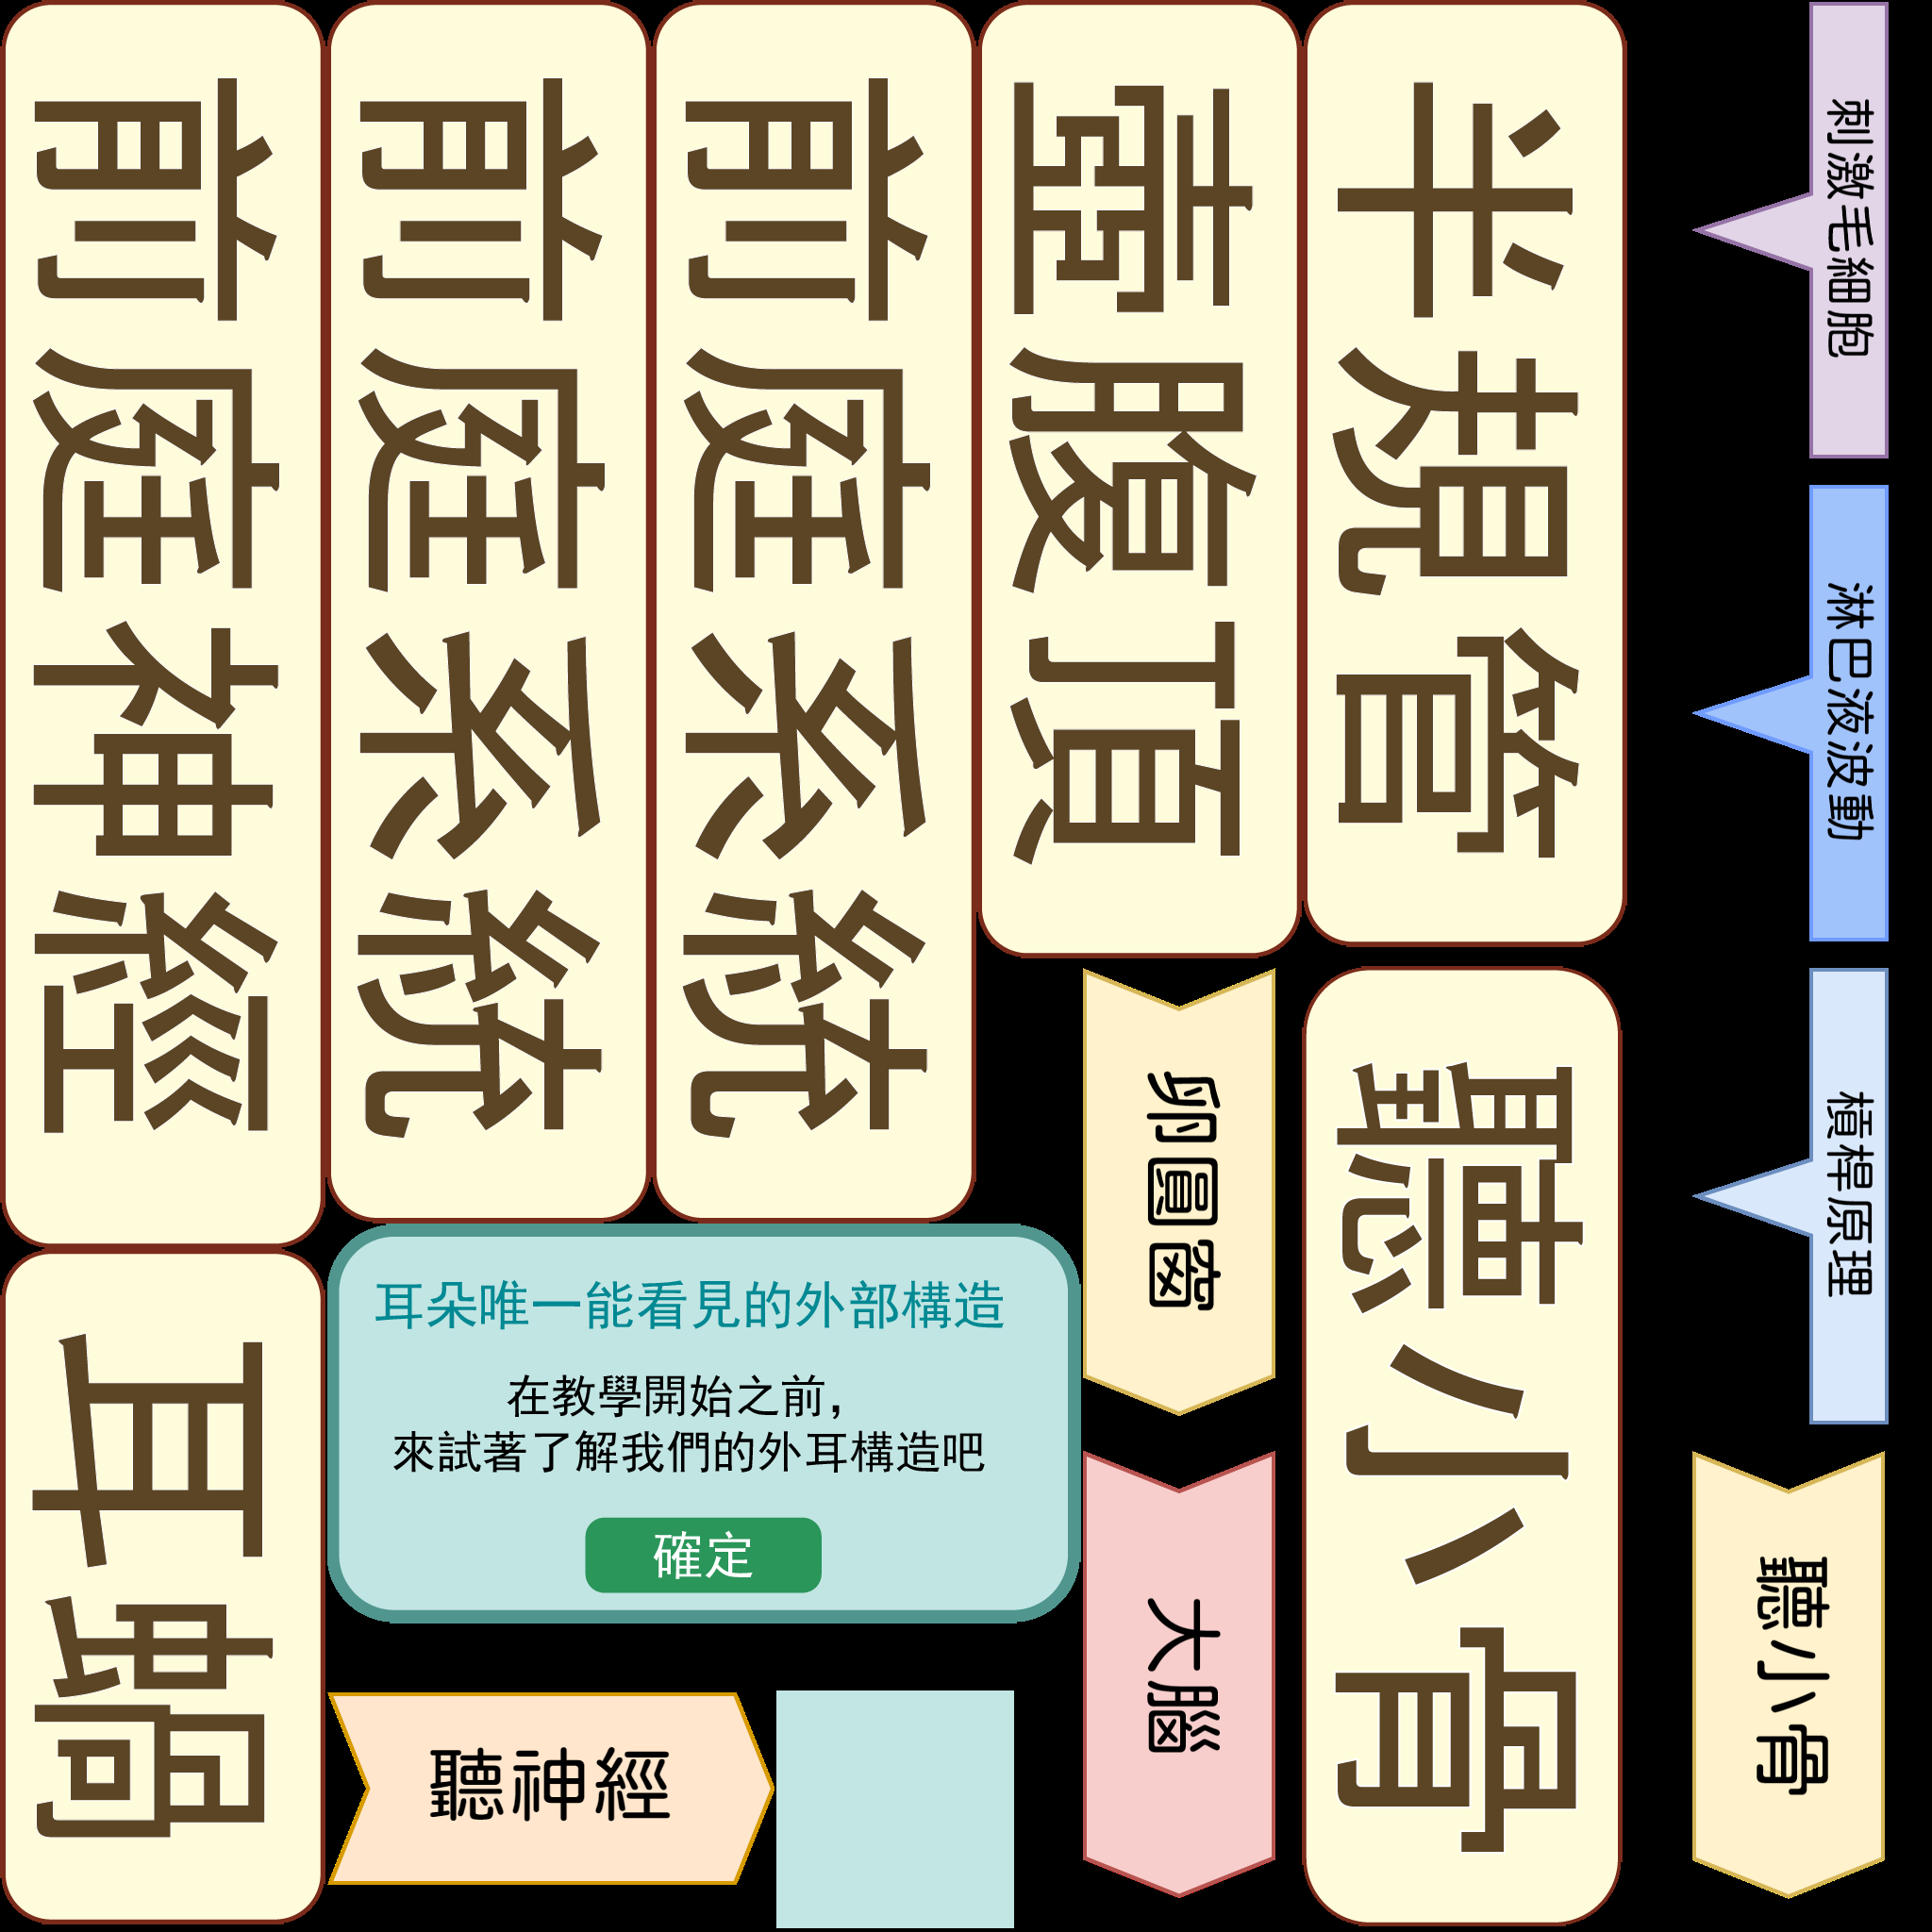 前庭神經
前庭系統
前庭系統
壺腹頂
半規管
刺激毛細胞
淋巴液波動
槓桿原理
卵圓窗
聽小骨
耳蝸
耳朵唯一能看見的外部構造
在教學開始之前,
來試著了解我們的外耳構造吧
確定
大腦
聽小骨
聽神經